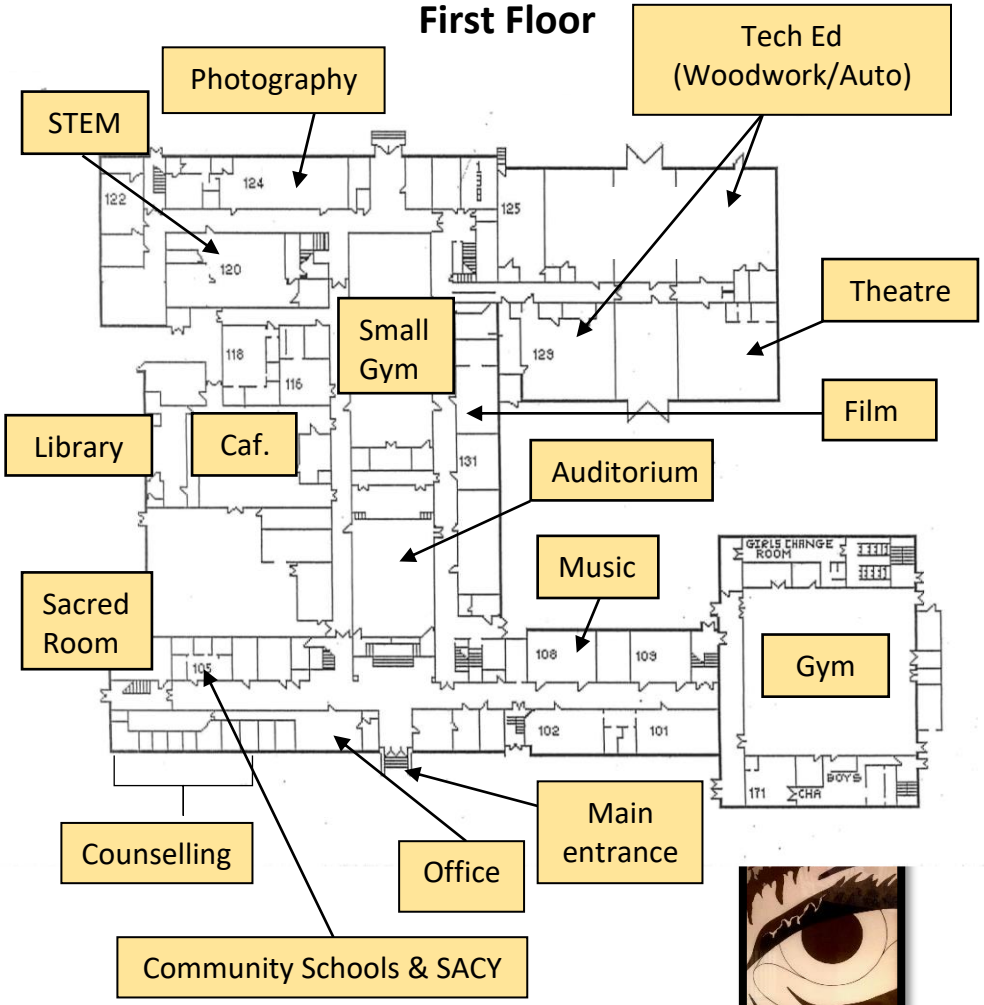 First Floor
Tech Ed
(Woodwork/Auto)
Photography
STEM
124
122
125
120
Theatre
Small
Gym
118
129
116
Film
Library
Caf.
131
Auditorium
GIRLS CHANGE
ROOM
Music
Sacred
Room
108
109
105
Gym
102
101
171
CHA
BOYS
Main
entrance
Counselling
Office
Community Schools & SACY